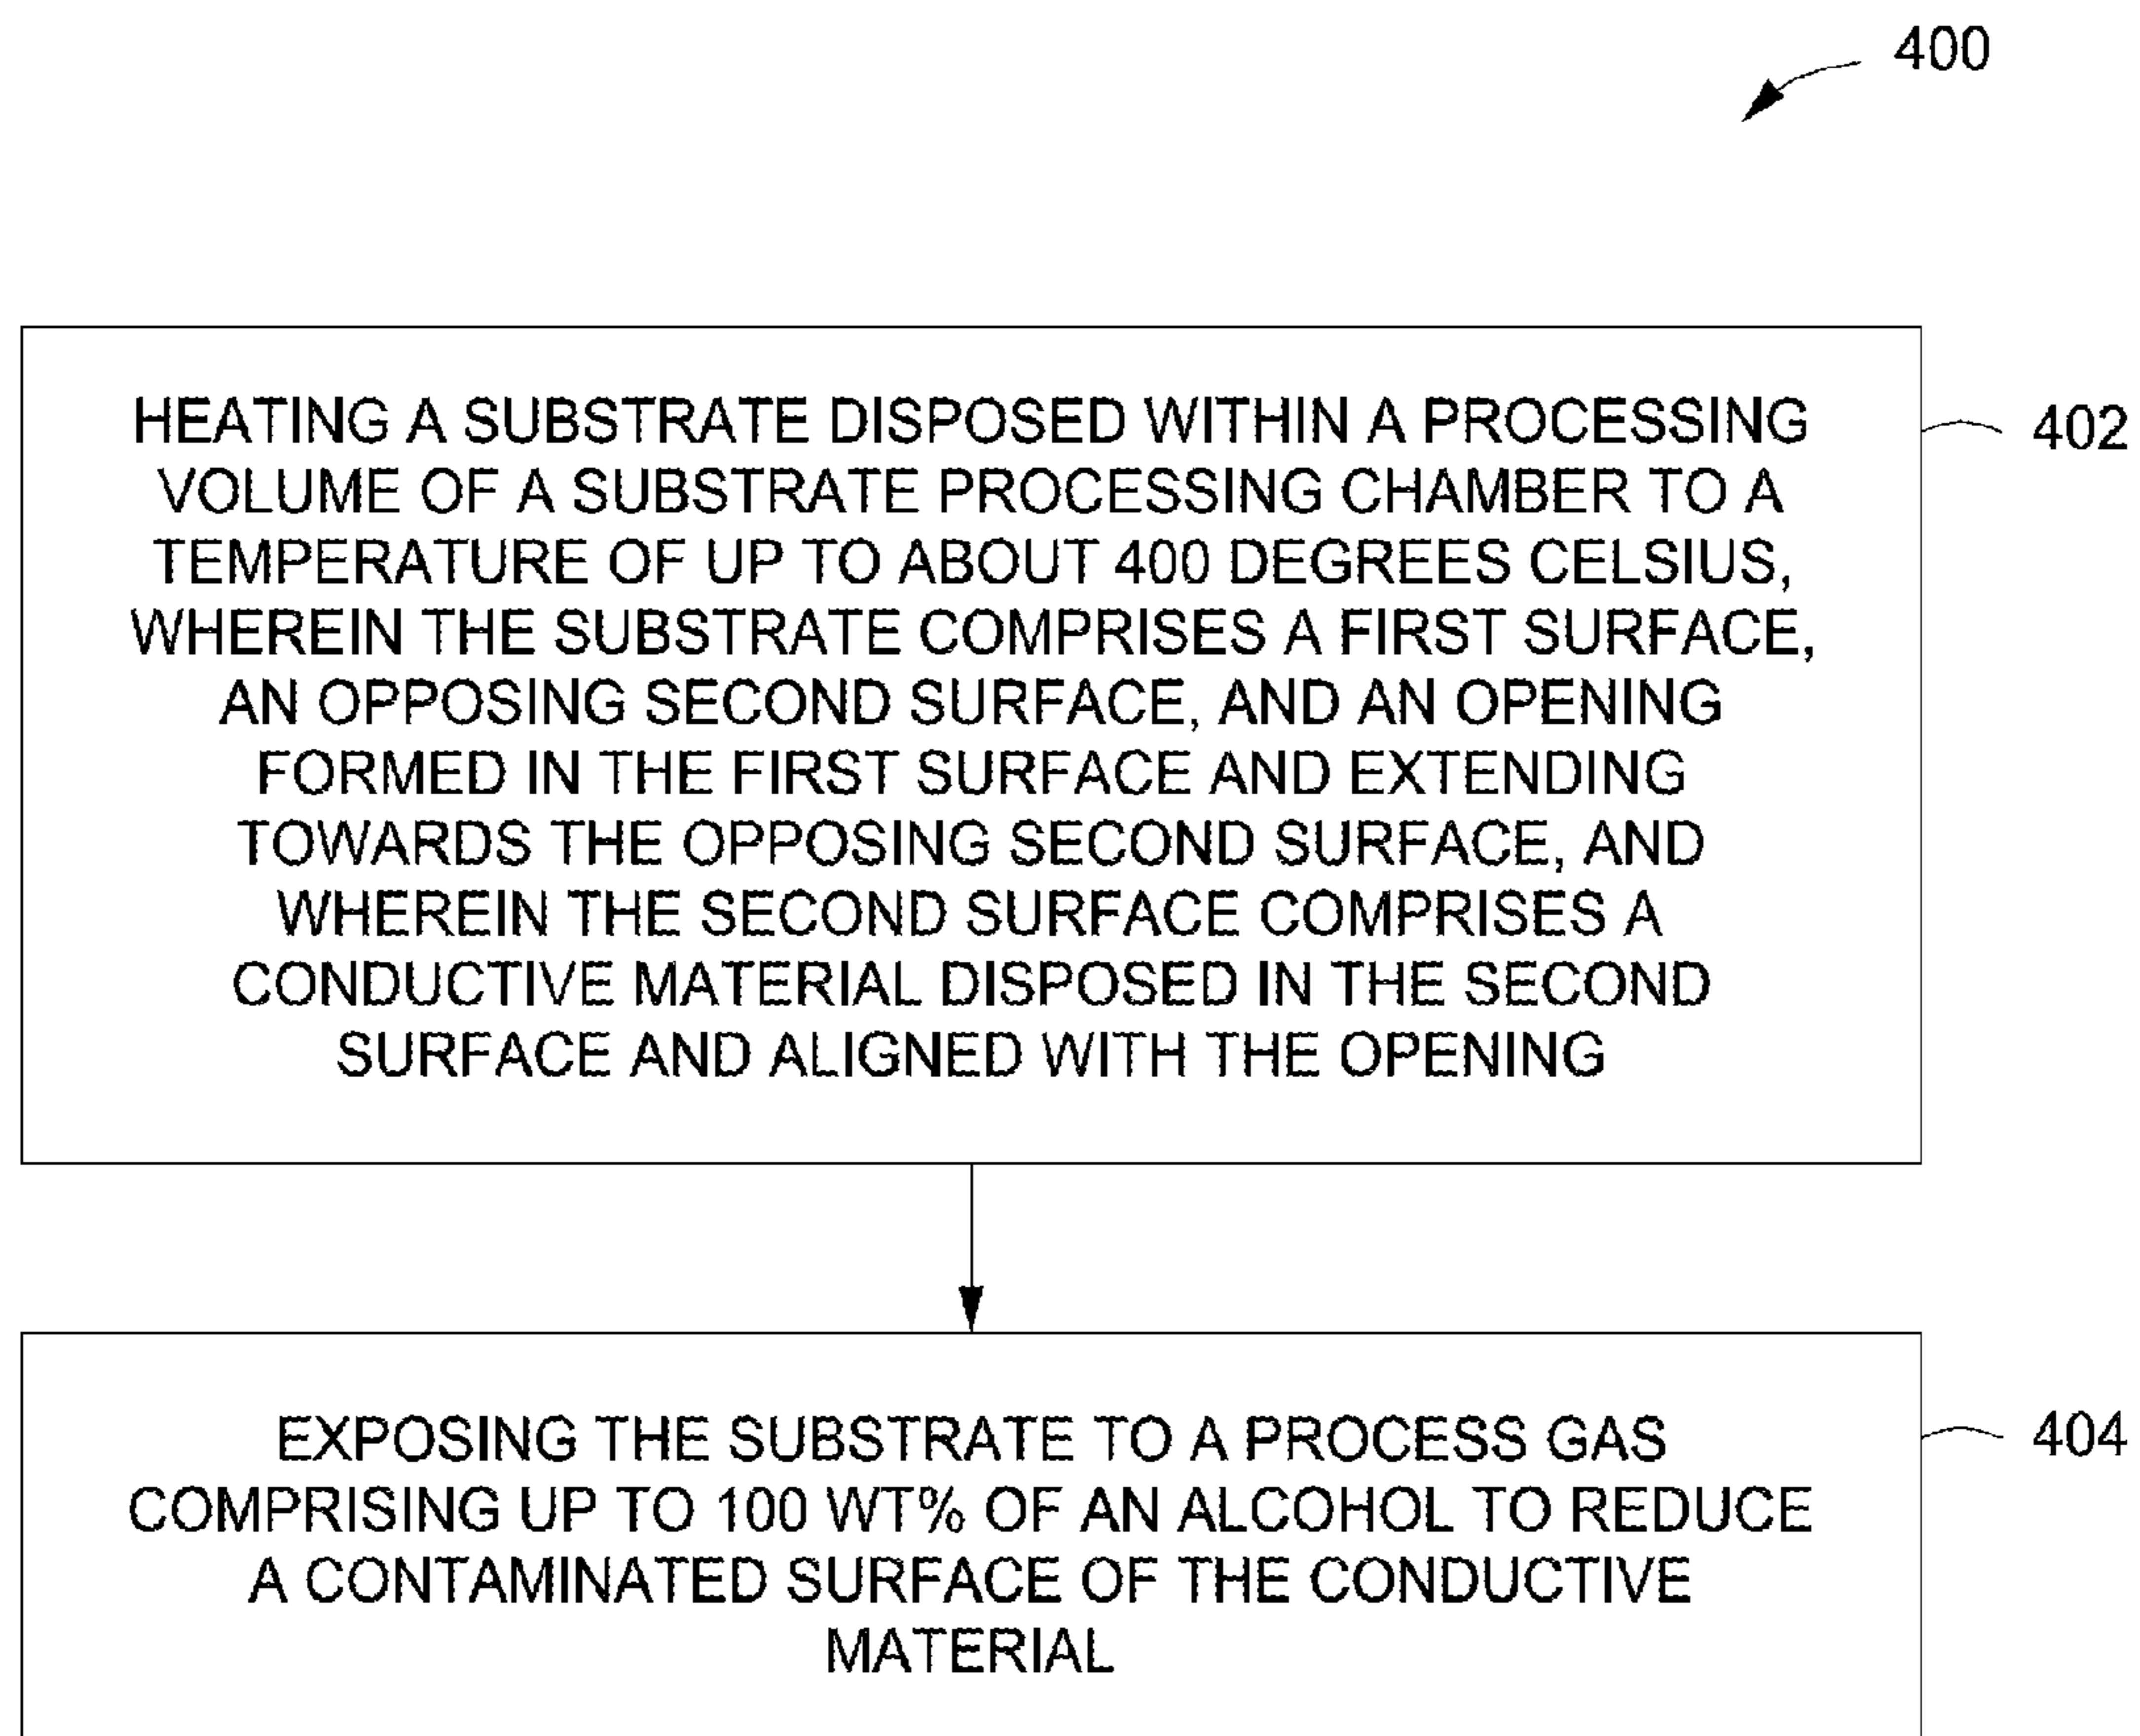 400
HEATING A SUBSTRATE DISPOSED WITHIN A PROCESSING
VOLUME OF A SUBSTRATE PROCESSING CHAMBER TO A
TEMPERATURE OF UP TO ABOUT 400 DEGREES CELSIUS,
WHEREIN THE SUBSTRATE COMPRISES A FIRST SURFACE,
AN OPPOSING SECOND SURFACE, AND AN OPENING
FORMED IN THE FIRST SURFACE AND EXTENDING
TOWARDS THE OPPOSING SECOND SURFACE, AND
WHEREIN THE SECOND SURFACE COMPRISES A
CONDUCTIVE MATERIAL DISPOSED IN THE SECOND
SURFACE AND ALIGNED WITH THE OPENING
402
EXPOSING THE SUBSTRATE TO A PROCESS GAS
COMPRISING UP TO 100 WT% OF AN ALCOHOL TO REDUCE
A CONTAMINATED SURFACE OF THE CONDUCTIVE
MATERIAL
404